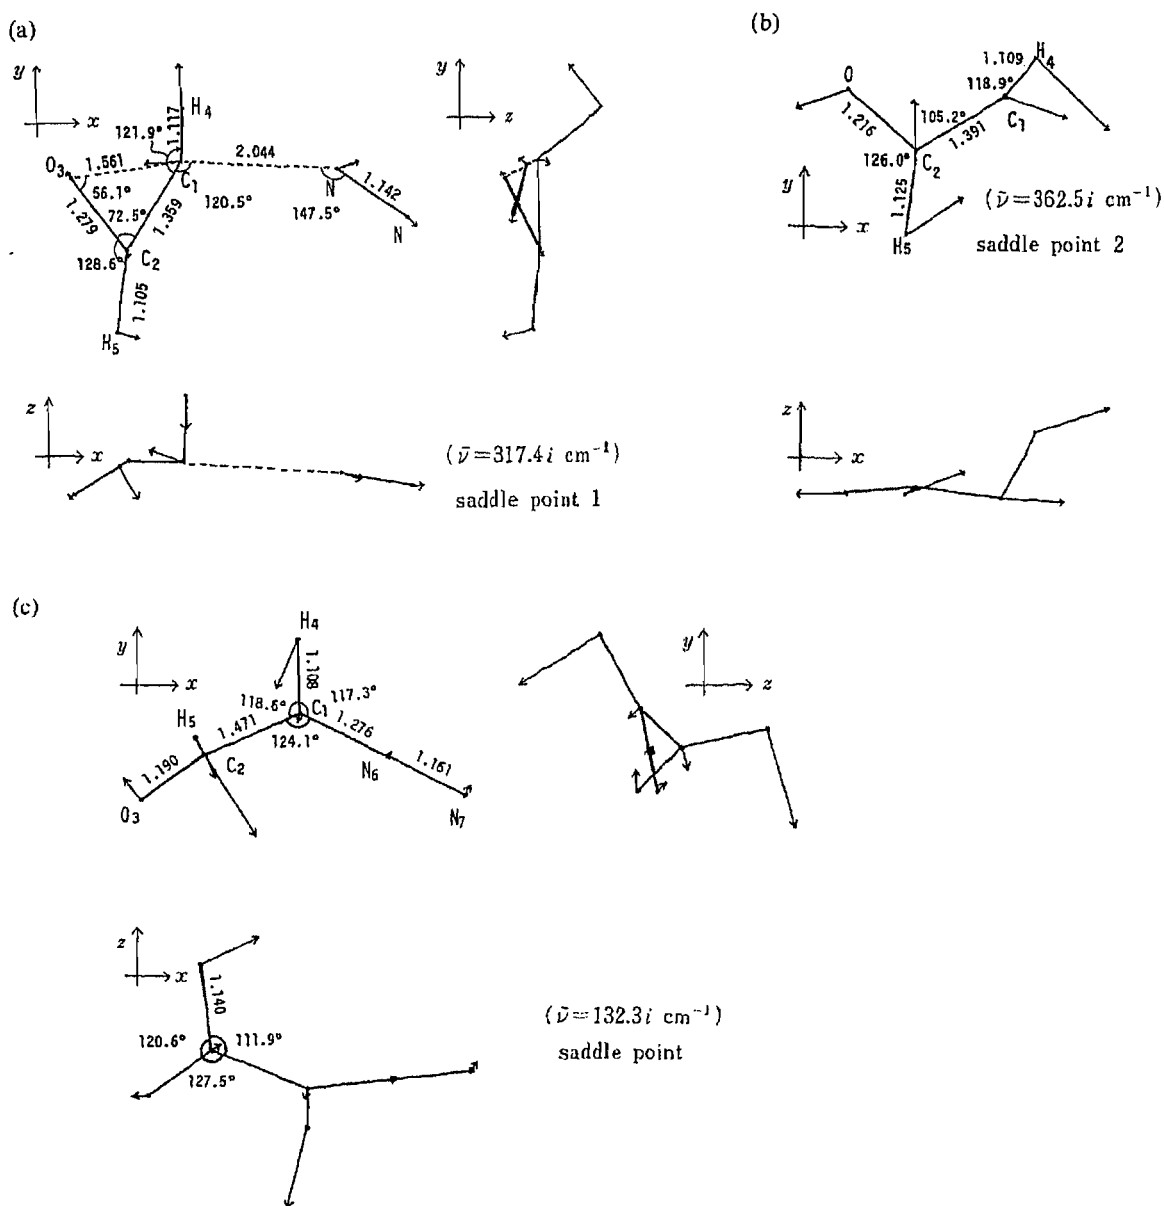 (a)
y
x
H4
121.9°
1.117
O3
1.561
C1
2.044
N
1.142
N
56.1°
72.5°
1.359
1.279
120.5°
147.5°
128.6°
C2
1.105
H5
y
z
z
x
(ν̄=317.4i cm⁻¹)
saddle point 1
(b)
H4
1.109
118.9°
O
1.216
105.2°
1.391
C1
126.0°
C2
1.125
H5
y
x
(ν̄=362.5i cm⁻¹)
saddle point 2
z
x
(c)
y
x
H4
1.108
118.6°
C1
117.3°
H5
1.471
1.276
124.1°
1.190
C2
N6
1.161
O3
N7
y
z
z
x
1.140
120.6°
111.9°
127.5°
(ν̄=132.3i cm⁻¹)
saddle point